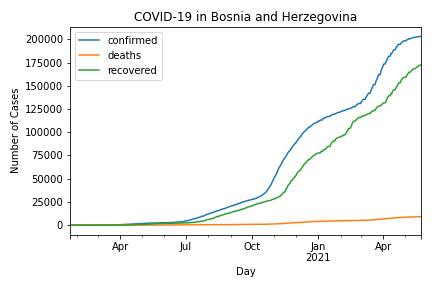 COVID-19 in Bosnia and Herzegovina
confirmed
deaths
recovered
Number of Cases
200000
175000
150000
125000
100000
75000
50000
25000
0
Apr
Jul
Oct
Jan
2021
Apr
Day